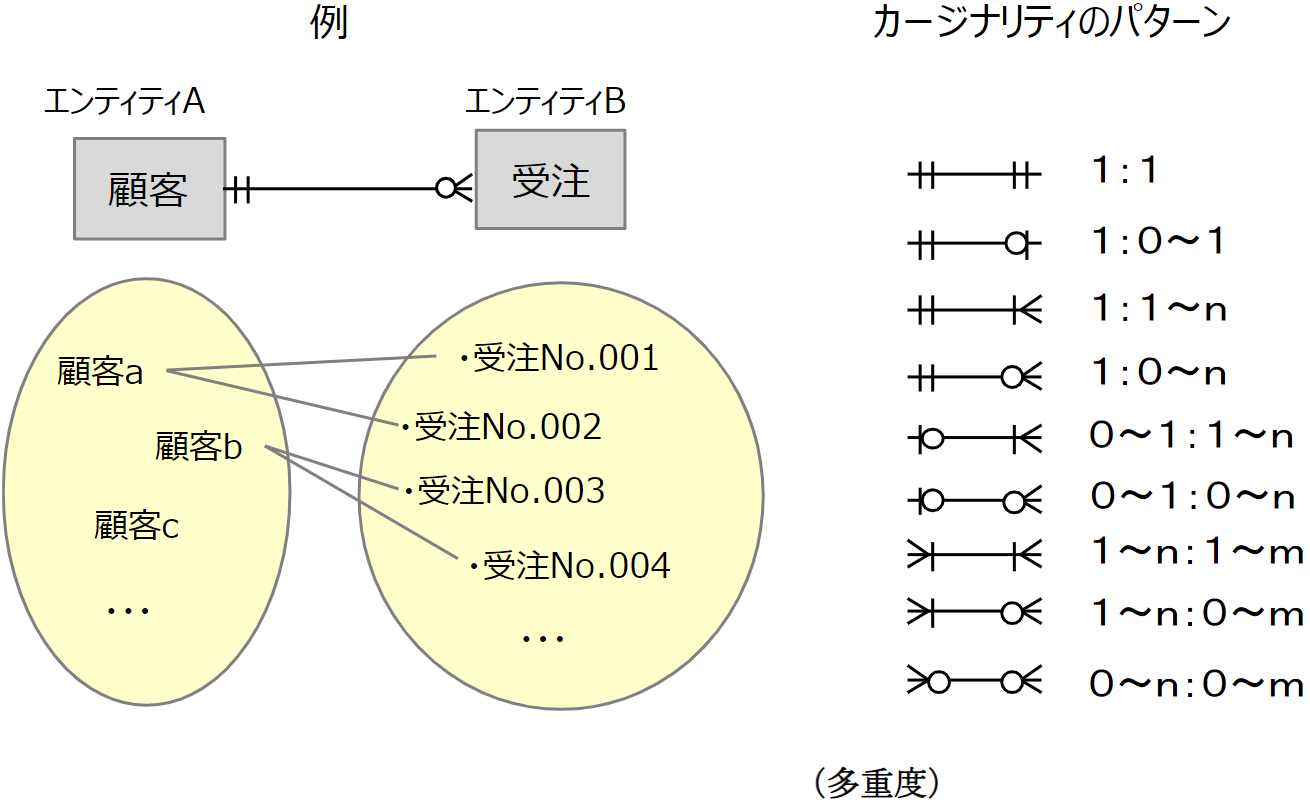 例
エンティティA
エンティティB
顧客
受注
顧客a
顧客b
顧客c
・・・
・受注No.001
・受注No.002
・受注No.003
・受注No.004
・・・
カージナリティのパターン
１：１
１：０～１
１：１～ｎ
１：０～ｎ
０～１：１～ｎ
０～１：０～ｎ
１～ｎ：１～ｍ
１～ｎ：０～ｍ
０～ｎ：０～ｍ
（多重度）